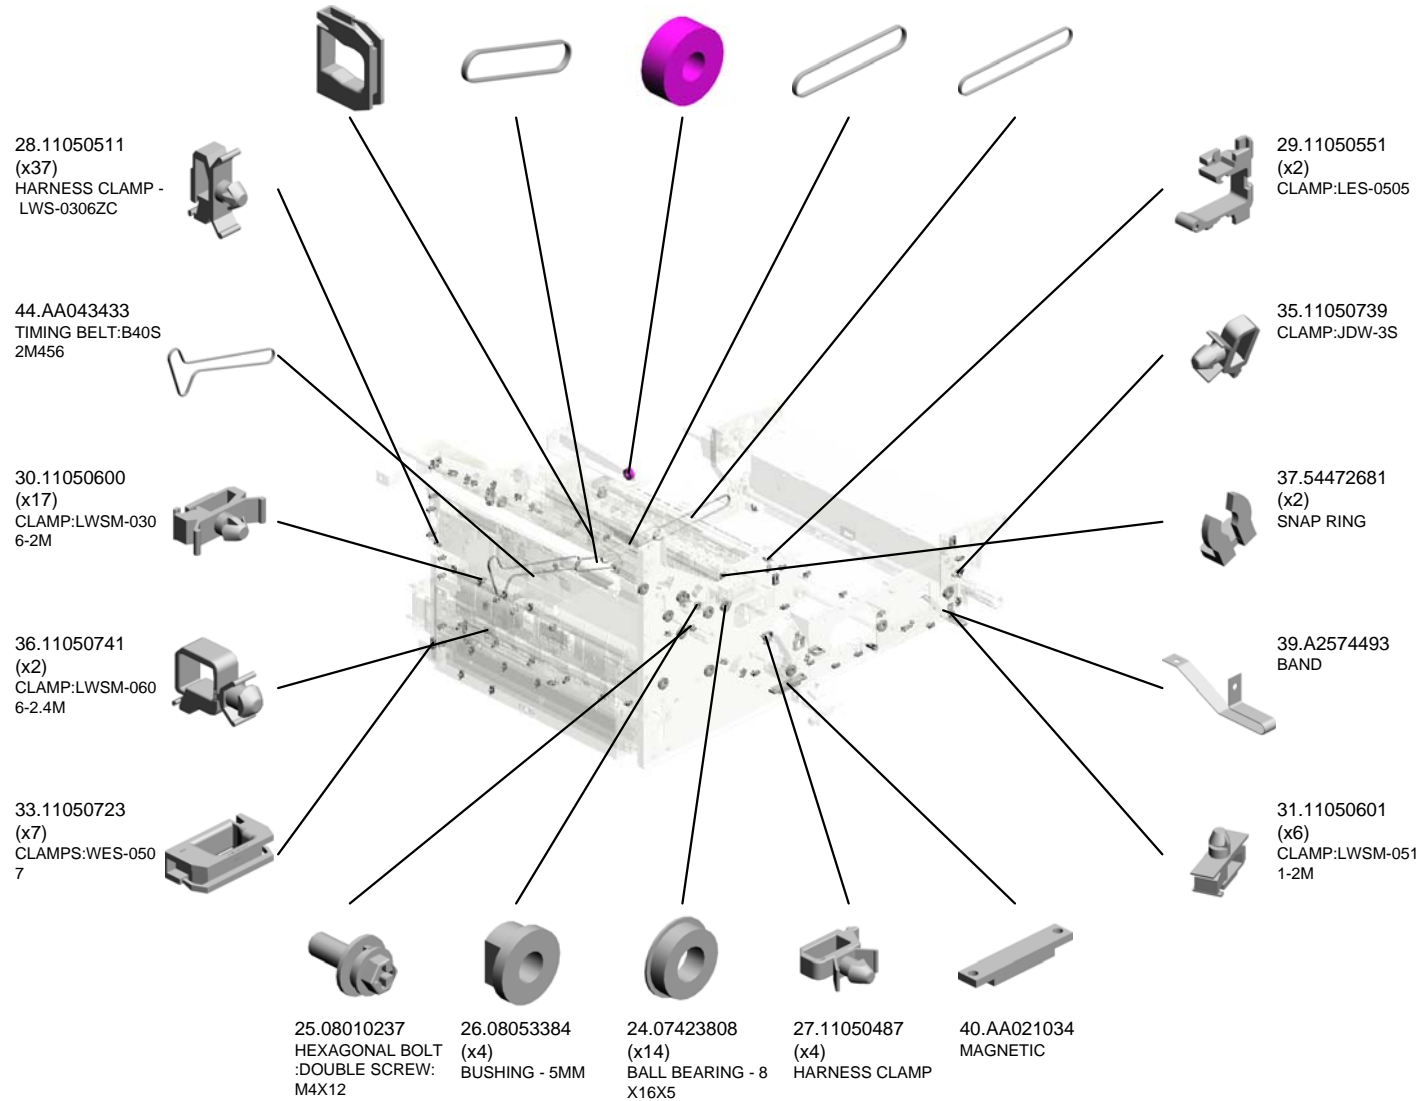 28.11050511
(x37)
HARNESS CLAMP -
LWS-0306ZC
29.11050551
(x2)
CLAMP:LES-0505
44.AA043433
TIMING BELT:B40S
2M456
35.11050739
CLAMP:JDW-3S
30.11050600
(x17)
CLAMP:LWSM-030
6-2M
37.54472681
(x2)
SNAP RING
36.11050741
(x2)
CLAMP:LWSM-060
6-2.4M
39.A2574493
BAND
33.11050723
(x7)
CLAMPS:WES-050
7
31.11050601
(x6)
CLAMP:LWSM-051
1-2M
25.08010237
HEXAGONAL BOLT
:DOUBLE SCREW:
M4X12
26.08053384
(x4)
BUSHING - 5MM
24.07423808
(x14)
BALL BEARING - 8
X16X5
27.11050487
(x4)
HARNESS CLAMP
40.AA021034
MAGNETIC